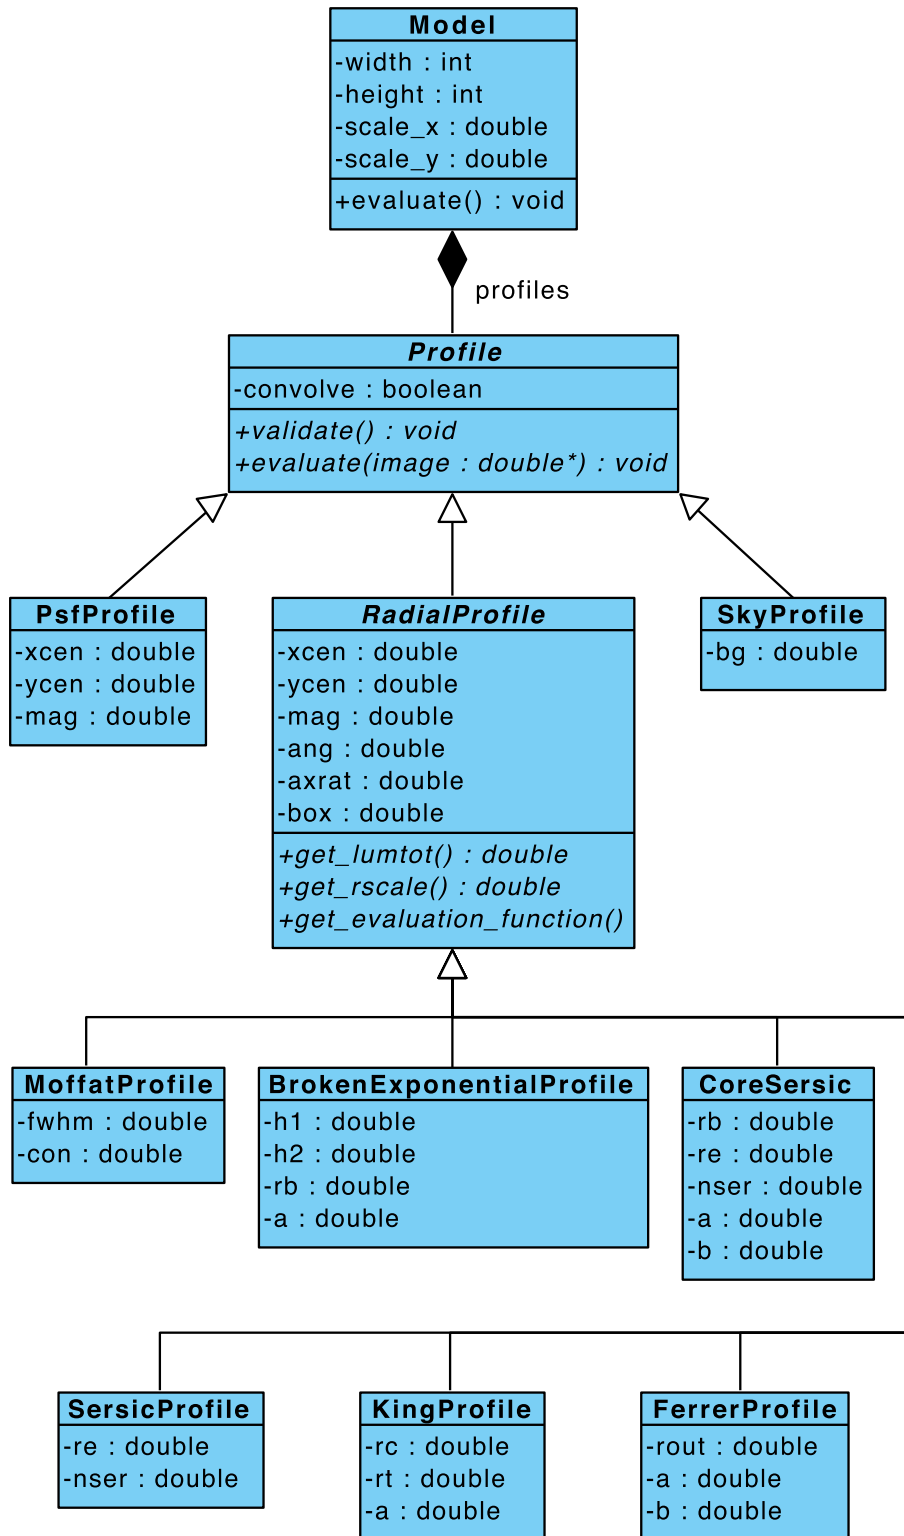 Model
-width : int
-height : int
-scale_x : double
-scale_y : double
+evaluate() : void
profiles
Profile
-convolve : boolean
+validate() : void
+evaluate(image : double*) : void
PsfProfile
-xcen : double
-ycen : double
-mag : double
RadialProfile
-xcen : double
-ycen : double
-mag : double
-ang : double
-axrat : double
-box : double
+get_lumtot() : double
+get_rscale() : double
+get_evaluation_function()
SkyProfile
-bg : double
MoffatProfile
-fwhm : double
-con : double
BrokenExponentialProfile
-h1 : double
-h2 : double
-rb : double
-a : double
CoreSersic
-rb : double
-re : double
-nser : double
-a : double
-b : double
SersicProfile
-re : double
-nser : double
KingProfile
-rc : double
-rt : double
-a : double
FerrerProfile
-rout : double
-a : double
-b : double